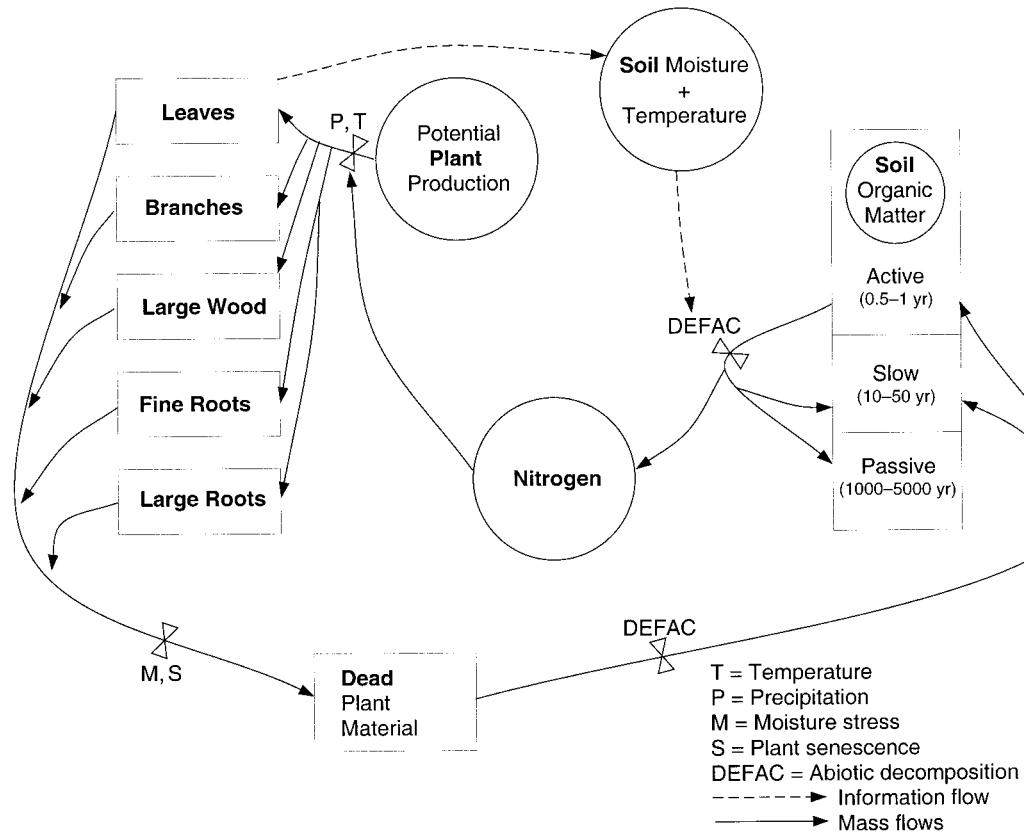 Leaves
Branches
Large Wood
Fine Roots
Large Roots
P, T
Potential
Plant
Production
Soil Moisture
+
Temperature
DEFAC
Nitrogen
Soil
Organic
Matter
Active
(0.5–1 yr)
Slow
(10–50 yr)
Passive
(1000–5000 yr)
M, S
Dead
Plant
Material
DEFAC
T = Temperature
P = Precipitation
M = Moisture stress
S = Plant senescence
DEFAC = Abiotic decomposition
Information flow
Mass flows